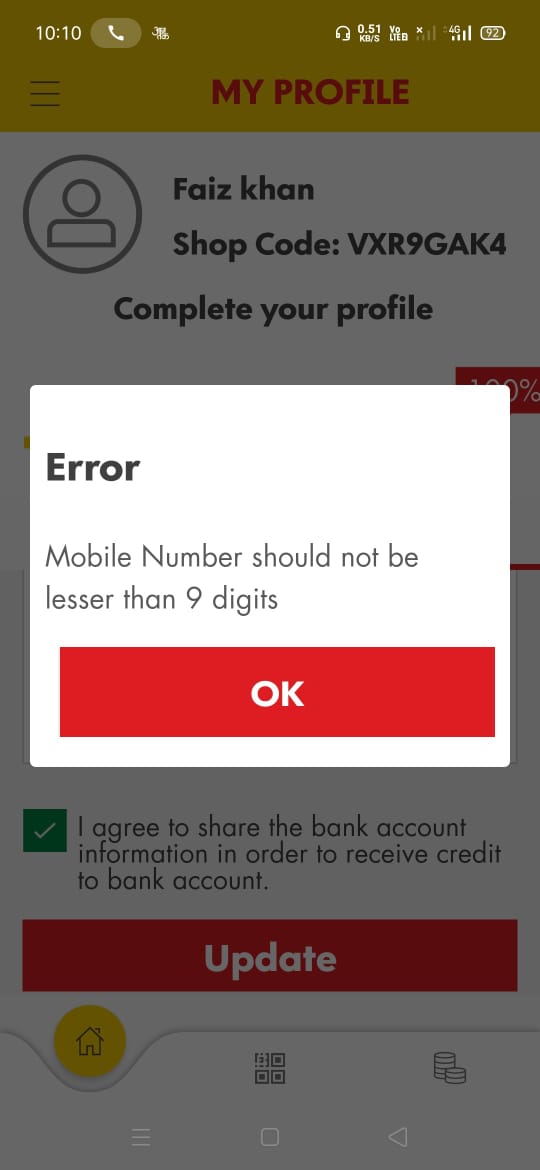 10:10
0.51
KB/S
Vo
LTE
4G
92
MY PROFILE
Faiz khan
Shop Code: VXR9GAK4
Complete your profile
Error
Mobile Number should not be
lesser than 9 digits
OK
I agree to share the bank account
information in order to receive credit
to bank account.
Update